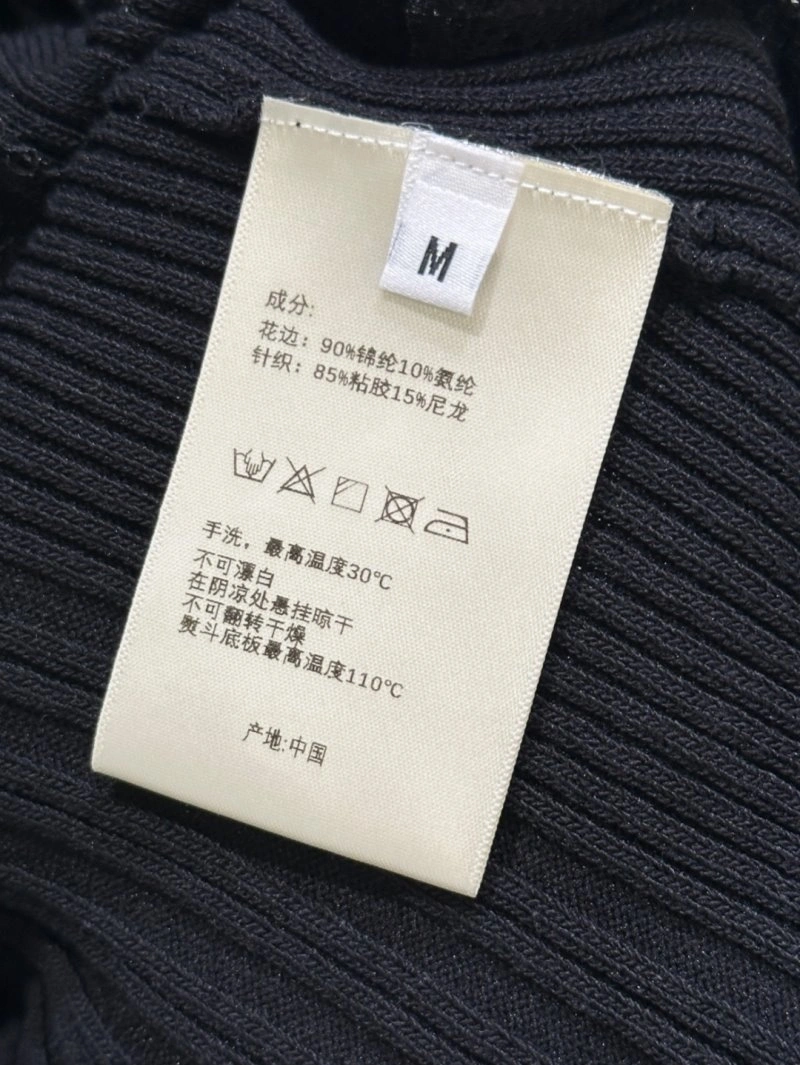 M
成分:
花边：90%锦纶10%氨纶
针织：85%粘胶15%尼龙
手洗，最高温度30℃
不可漂白
在阴凉处悬挂晾干
不可翻转干燥
熨斗底板最高温度110℃
产地:中国